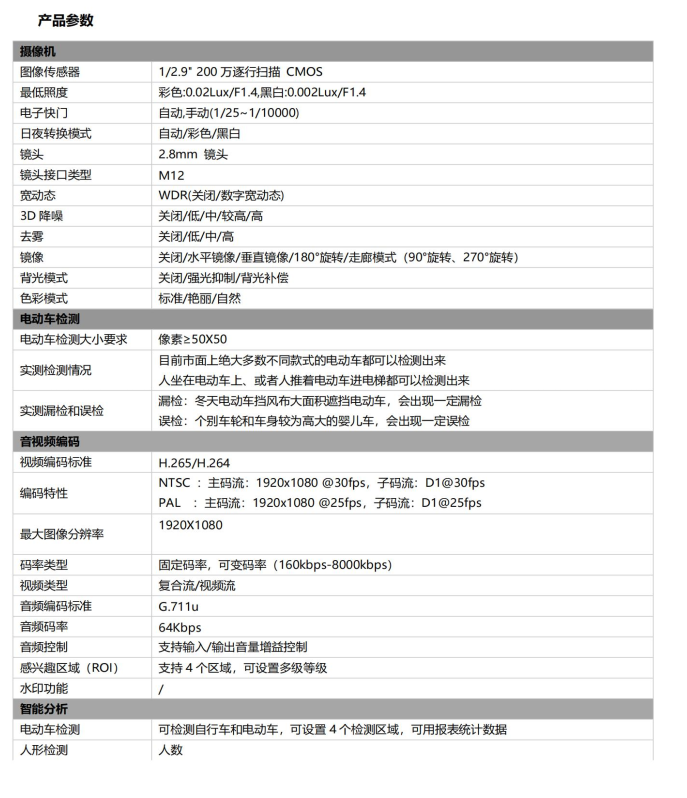 产品参数
摄像机
图像传感器 1/2.9" 200 万逐行扫描 CMOS
最低照度 彩色:0.02Lux/F1.4,黑白:0.002Lux/F1.4
电子快门 自动,手动(1/25~1/10000)
日夜转换模式 自动/彩色/黑白
镜头 2.8mm 镜头
镜头接口类型 M12
宽动态 WDR(关闭/数字宽动态)
3D 降噪 关闭/低/中/较高/高
去雾 关闭/低/中/高
镜像 关闭/水平镜像/垂直镜像/180°旋转/走廊模式（90°旋转、270°旋转）
背光模式 关闭/强光抑制/背光补偿
色彩模式 标准/艳丽/自然
电动车检测
电动车检测大小要求 像素≥50X50
实测检测情况 目前市面上绝大多数不同款式的电动车都可以检测出来
人坐在电动车上、或者人推着电动车进电梯都可以检测出来
实测漏检和误检 漏检：冬天电动车挡风布大面积遮挡电动车，会出现一定漏检
误检：个别车轮和车身较为高大的婴儿车，会出现一定误检
音视频编码
视频编码标准 H.265/H.264
编码特性 NTSC ：主码流：1920x1080 @30fps，子码流：D1@30fps
PAL ：主码流：1920x1080 @25fps，子码流：D1@25fps
最大图像分辨率 1920X1080
码率类型 固定码率，可变码率（160kbps-8000kbps）
视频类型 复合流/视频流
音频编码标准 G.711u
音频码率 64Kbps
音频控制 支持输入/输出音量增益控制
感兴趣区域（ROI） 支持 4 个区域，可设置多级等级
水印功能 /
智能分析
电动车检测 可检测自行车和电动车，可设置 4 个检测区域，可用报表统计数据
人形检测 人数